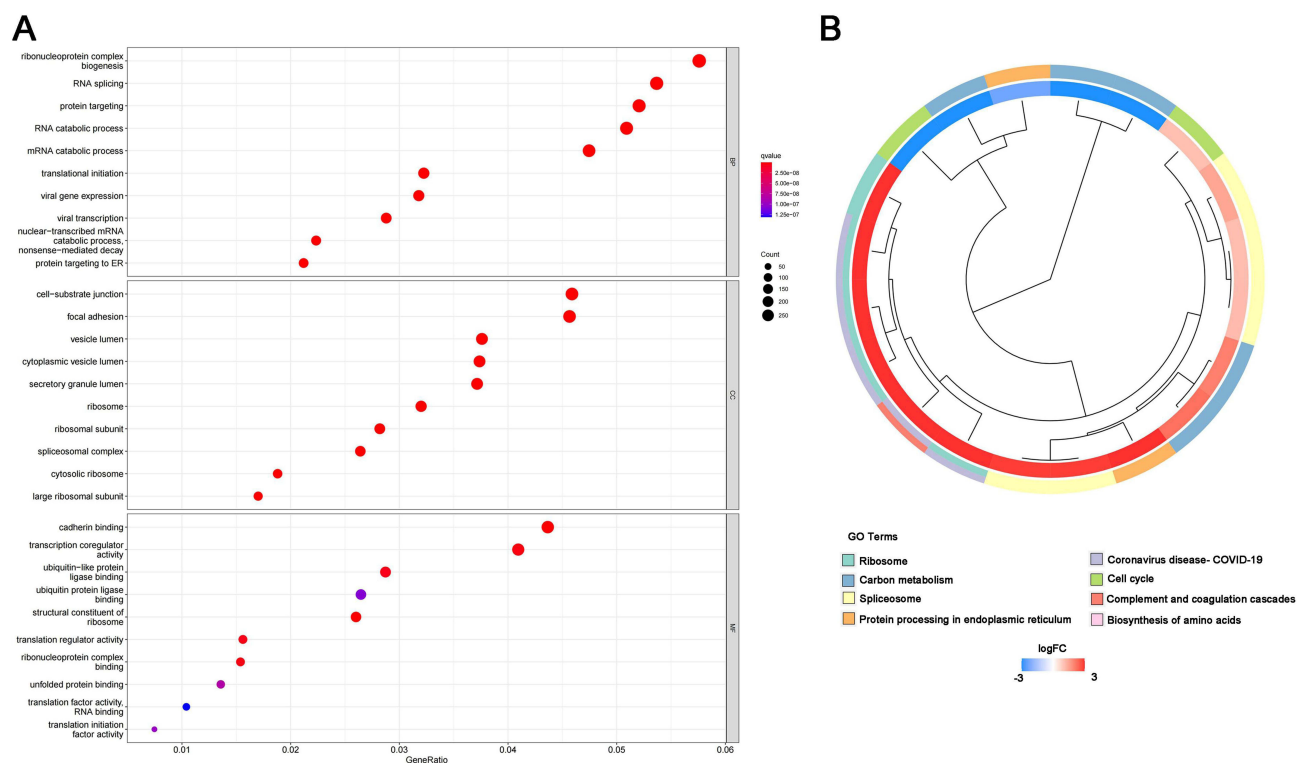 A
B
ribonucleoprotein complex
biogenesis
RNA splicing
protein targeting
RNA catabolic process
mRNA catabolic process
translational initiation
viral gene expression
viral transcription
nuclear−transcribed mRNA
catabolic process,
nonsense−mediated decay
protein targeting to ER
BP
cell−substrate junction
focal adhesion
vesicle lumen
cytoplasmic vesicle lumen
secretory granule lumen
ribosome
ribosomal subunit
spliceosomal complex
cytosolic ribosome
large ribosomal subunit
CC
cadherin binding
transcription coregulator
activity
ubiquitin−like protein
ligase binding
ubiquitin protein ligase
binding
structural constituent of
ribosome
translation regulator activity
ribonucleoprotein complex
binding
unfolded protein binding
translation factor activity,
RNA binding
translation initiation
factor activity
MF
0.01 0.02 0.03 0.04 0.05 0.06
GeneRatio
qvalue
2.50e−08
5.00e−08
7.50e−08
1.00e−07
1.25e−07
Count
50
100
150
200
250
GO Terms
Ribosome
Carbon metabolism
Spliceosome
Protein processing in endoplasmic reticulum
Coronavirus disease- COVID-19
Cell cycle
Complement and coagulation cascades
Biosynthesis of amino acids
logFC
-3 3